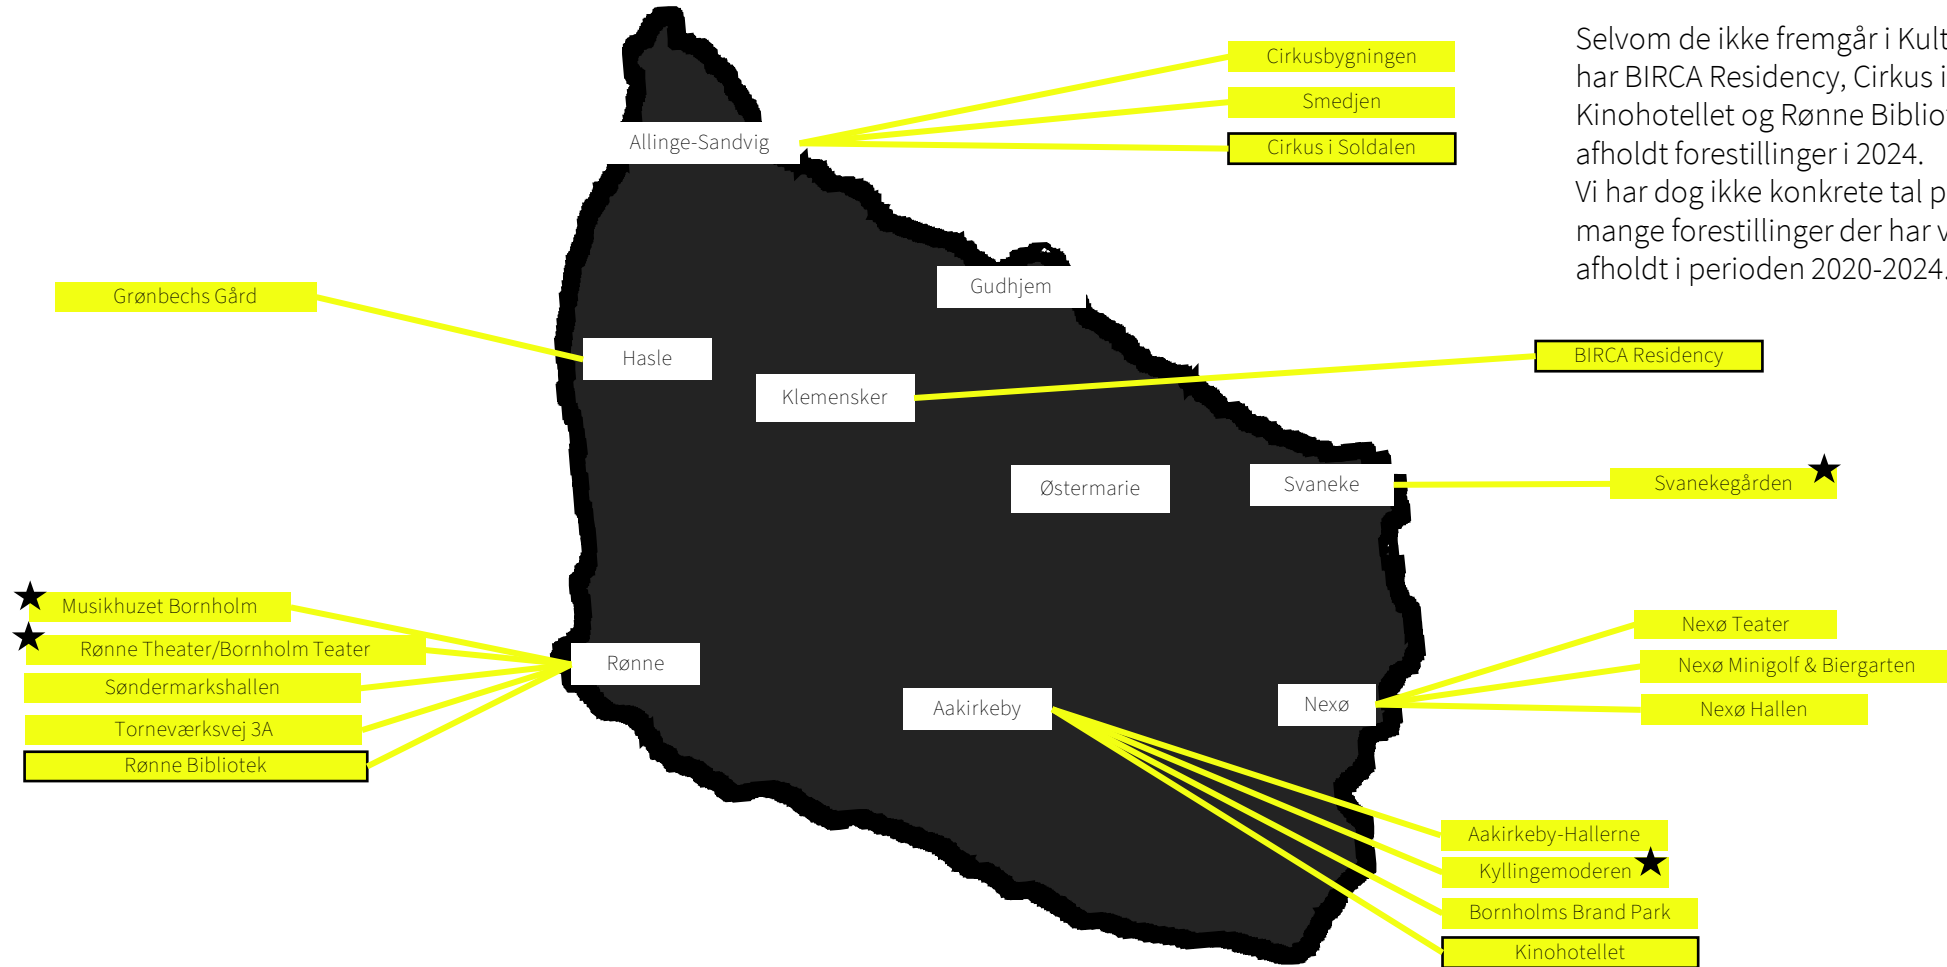 Selvom de ikke fremgår i
har BIRCA Residency, Cirkus i
Kinohotellet og Rønne
afholdt forestillinger i 2024.
Vi har dog ikke konkrete tal
mange forestillinger der har
afholdt i perioden 2020-2024.
Cirkusbygningen
Smedjen
Cirkus i Soldalen
Allinge-Sandvig
Gudhjem
Grønbechs Gård
Hasle
Klemensker
BIRCA Residency
Østermarie
Svaneke
Svanekegården
Musikhuzet Bornholm
Rønne Theater/Bornholm Teater
Søndermarkshallen
Torneværksvej 3A
Rønne Bibliotek
Rønne
Aakirkeby
Nexø
Nexø Teater
Nexø Minigolf & Biergarten
Nexø Hallen
Aakirkeby-Hallerne
Kyllingemoderen
Bornholms Brand Park
Kinohotellet